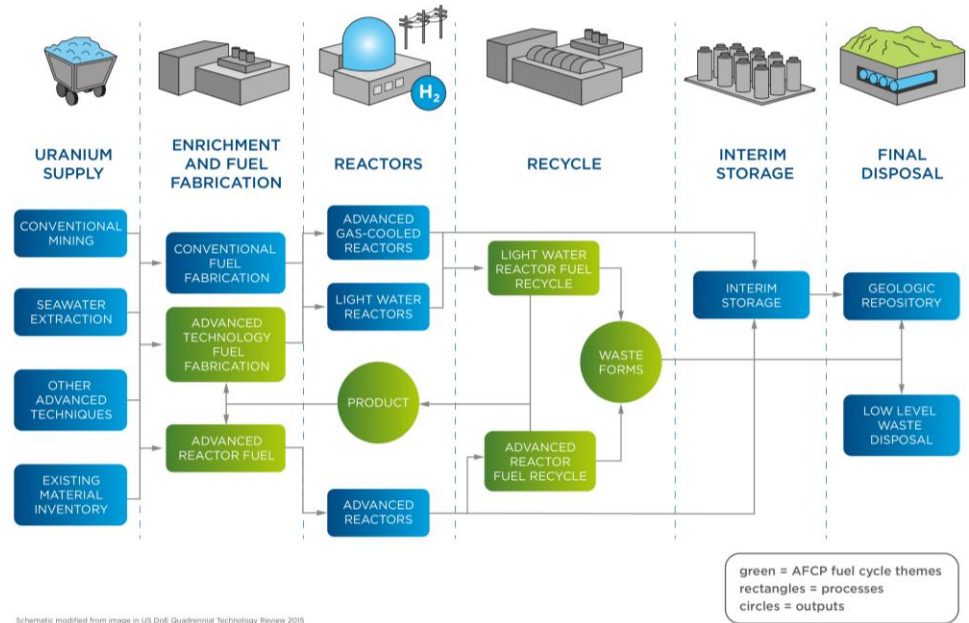 H₂
URANIUM
SUPPLY
ENRICHMENT
AND FUEL
FABRICATION
REACTORS
RECYCLE
INTERIM
STORAGE
FINAL
DISPOSAL
CONVENTIONAL
MINING
SEAWATER
EXTRACTION
OTHER
ADVANCED
TECHNIQUES
EXISTING
MATERIAL
INVENTORY
CONVENTIONAL
FUEL
FABRICATION
ADVANCED
TECHNOLOGY
FUEL
FABRICATION
ADVANCED
REACTOR FUEL
ADVANCED
GAS-COOLED
REACTORS
LIGHT WATER
REACTORS
PRODUCT
ADVANCED
REACTORS
LIGHT WATER
REACTOR FUEL
RECYCLE
WASTE
FORMS
ADVANCED
REACTOR
FUEL RECYCLE
INTERIM
STORAGE
GEOLOGIC
REPOSITORY
LOW LEVEL
WASTE
DISPOSAL
green = AFCP fuel cycle themes
rectangles = processes
circles = outputs
Schematic modified from image in US DoE Quadrennial Technology Review 2015